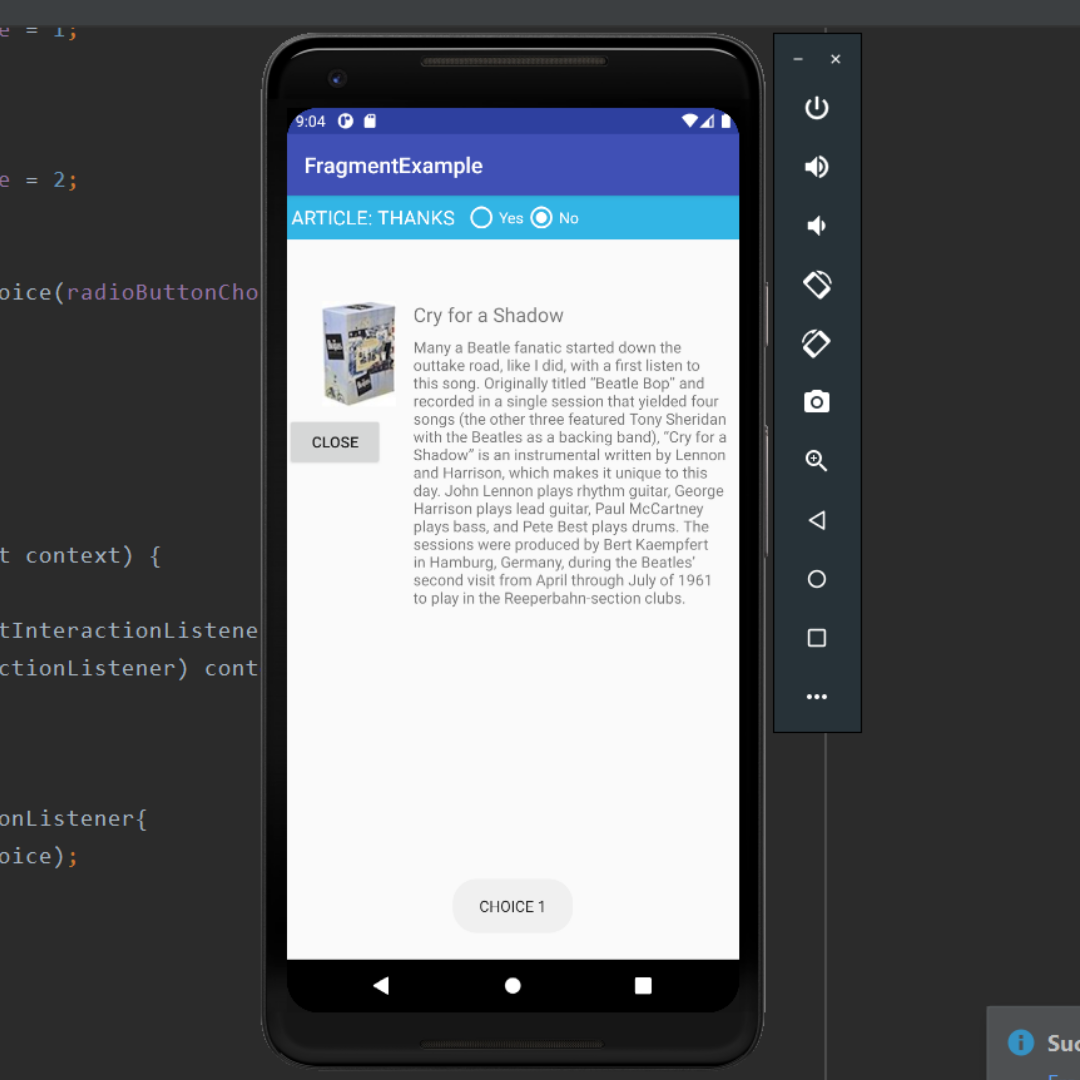 e = 1;
e = 2;
oice(radioButtonCho
t context) {
tInteractionListene
ctionListener) cont
onListener{
oice);
9:04
FragmentExample
ARTICLE: THANKS Yes No
Cry for a Shadow
Many a Beatle fanatic started down the
outtake road, like I did, with a first listen to
this song. Originally titled “Beatle Bop” and
recorded in a single session that yielded four
songs (the other three featured Tony Sheridan
with the Beatles as a backing band), “Cry for a
Shadow” is an instrumental written by Lennon
and Harrison, which makes it unique to this
day. John Lennon plays rhythm guitar, George
Harrison plays lead guitar, Paul McCartney
plays bass, and Pete Best plays drums. The
sessions were produced by Bert Kaempfert
in Hamburg, Germany, during the Beatles’
second visit from April through July of 1961
to play in the Reeperbahn-section clubs.
CLOSE
CHOICE 1
Suc